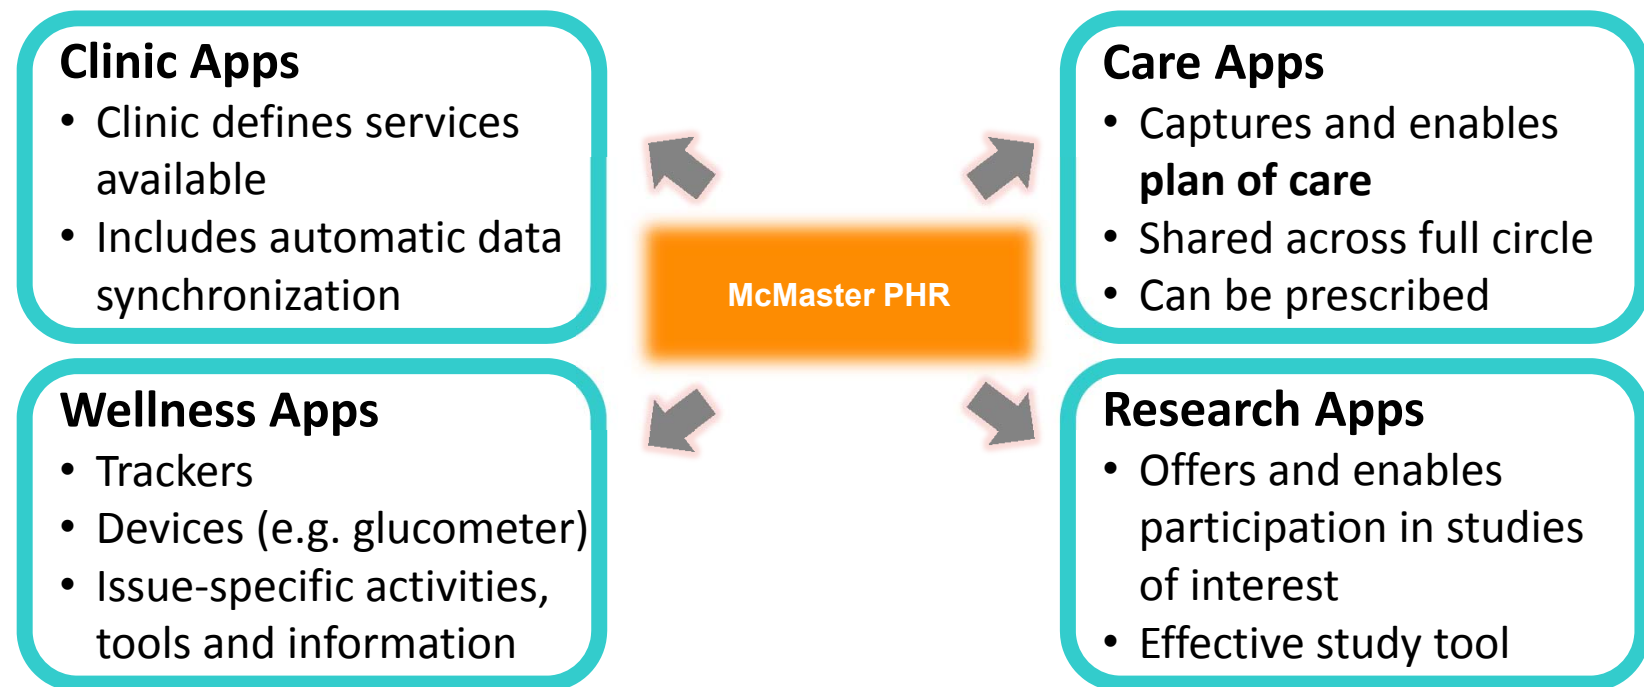 Clinic Apps
• Clinic defines services
available
• Includes automatic data
synchronization
Care Apps
• Captures and enables
plan of care
• Shared across full circle
• Can be prescribed
McMaster PHR
Wellness Apps
• Trackers
• Devices (e.g. glucometer)
• Issue-specific activities,
tools and information
Research Apps
• Offers and enables
participation in studies
of interest
• Effective study tool